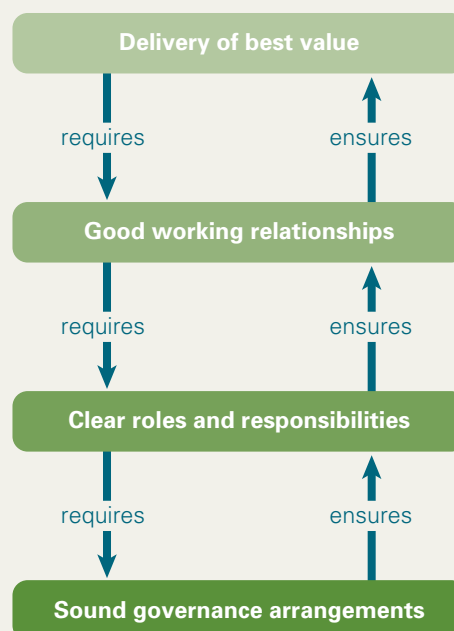 Delivery of best value
requires
ensures
Good working relationships
requires
ensures
Clear roles and responsibilities
requires
ensures
Sound governance arrangements